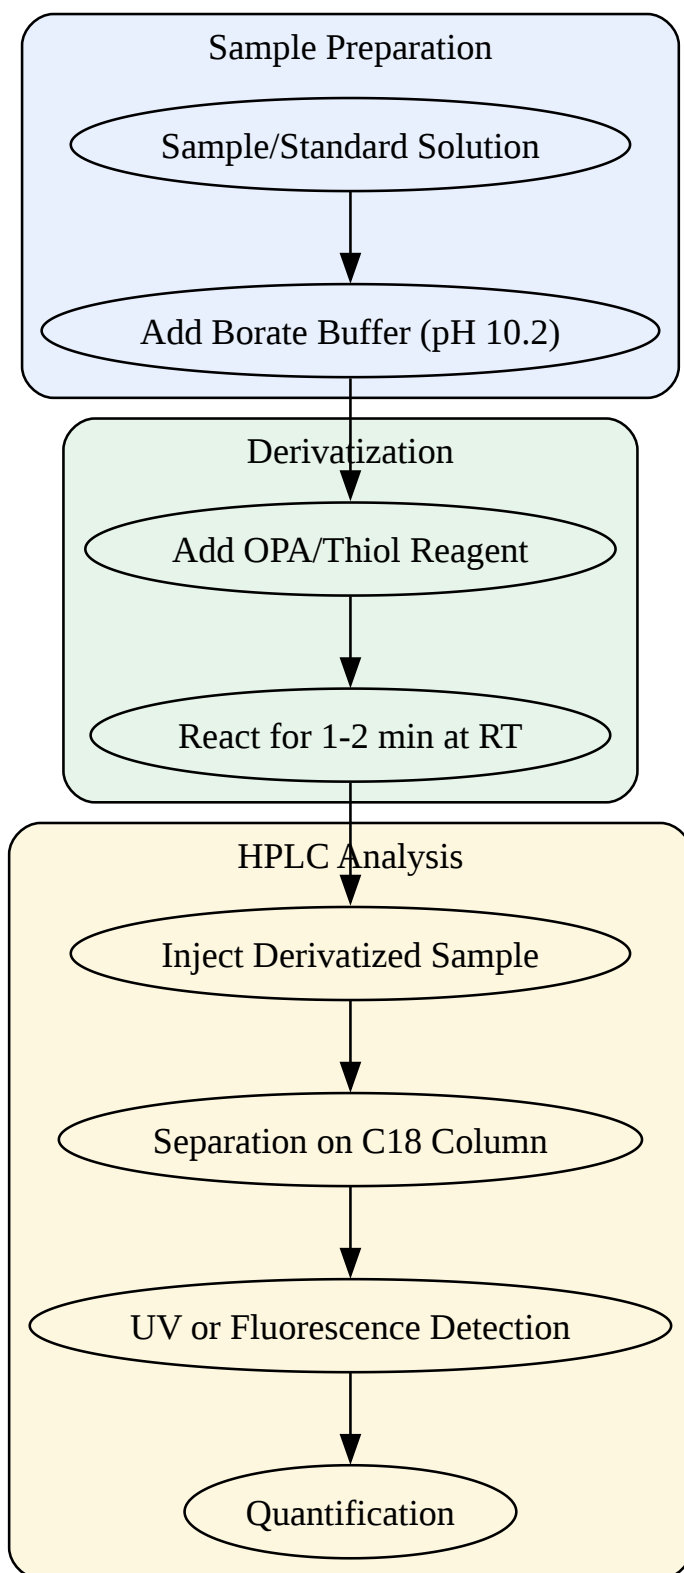 Sample Preparation
Sample/Standard Solution
Add Borate Buffer (pH 10.2)
Derivatization
Add OPA/Thiol Reagent
React for 1-2 min at RT
HPLC Analysis
Inject Derivatized Sample
Separation on C18 Column
UV or Fluorescence Detection
Quantification